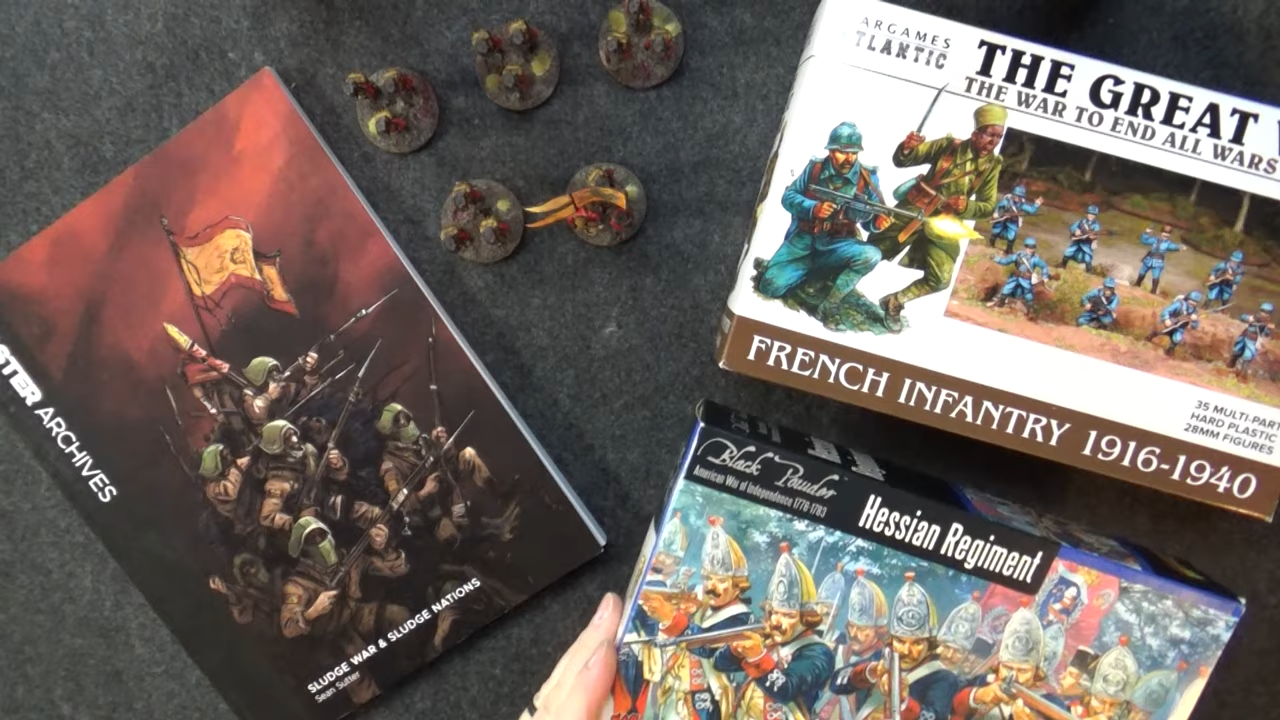 STER ARCHIVES
SLUDGE WAR & SLUDGE NATIONS
Sean Sutter
ARGAMES
TLANTIC
THE GREAT
THE WAR TO END ALL WARS
FRENCH INFANTRY 1916-1940
35 MULTI-PART
HARD PLASTIC
28MM FIGURES
Black Powder
American War of Independence 1776-1783
Hessian Regiment